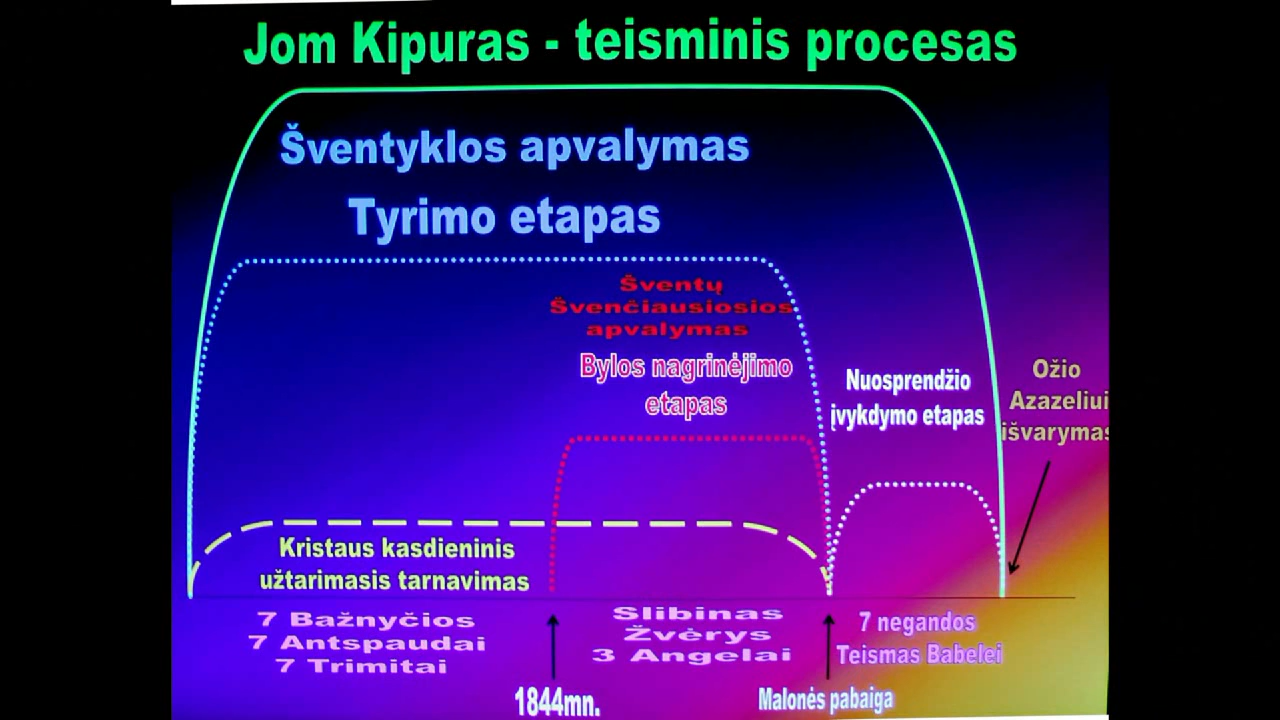 Jom Kipuras - teisminis procesas
Šventyklos apvalymas
Tyrimo etapas
Šventų
Švenčiausiosios
apvalymas
Bylos nagrinėjimo
etapas
Nuosprendžio
įvykdymo etapas
Ožio
Azazeliui
išvarymas
Kristaus kasdieninis
užtarimasis tarnavimas
7 Bažnyčios
7 Antspaudai
7 Trimitai
Slibinas
Žvėrys
3 Angelai
7 negandos
Teismas Babelei
1844mn.
Malonės pabaiga